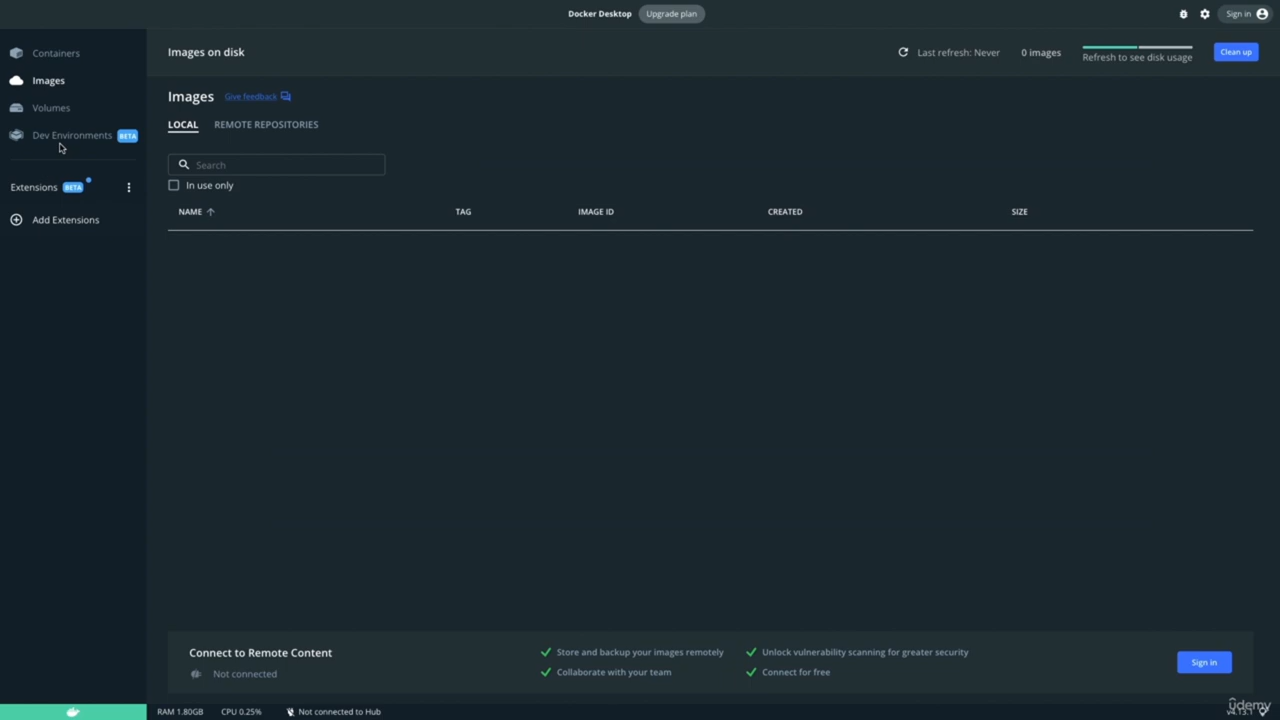 Docker Desktop Upgrade plan
Sign in
Containers
Images
Volumes
Dev Environments BETA
Extensions BETA
Add Extensions
Images on disk
Last refresh: Never
0 images
Refresh to see disk usage
Clean up
Images Give feedback
LOCAL REMOTE REPOSITORIES
Search
In use only
NAME TAG IMAGE ID CREATED SIZE
Connect to Remote Content
Not connected
Store and backup your images remotely
Unlock vulnerability scanning for greater security
Collaborate with your team
Connect for free
Sign in
RAM 1.80GB CPU 0.25% Not connected to Hub
v4.13.1
udemy